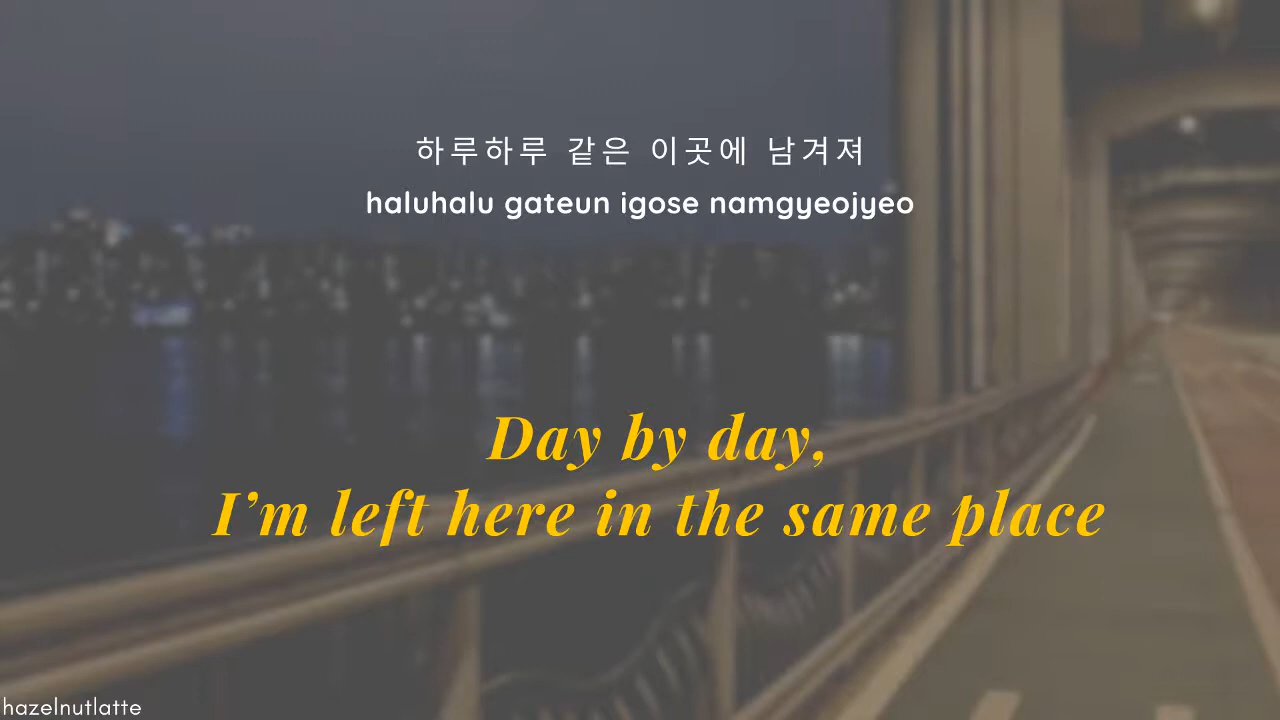 하루하루 같은 이곳에 남겨져
haluhalu gateun igose namgyeojyeo
Day by day,
I’m left here in the same place
hazelnutlatte